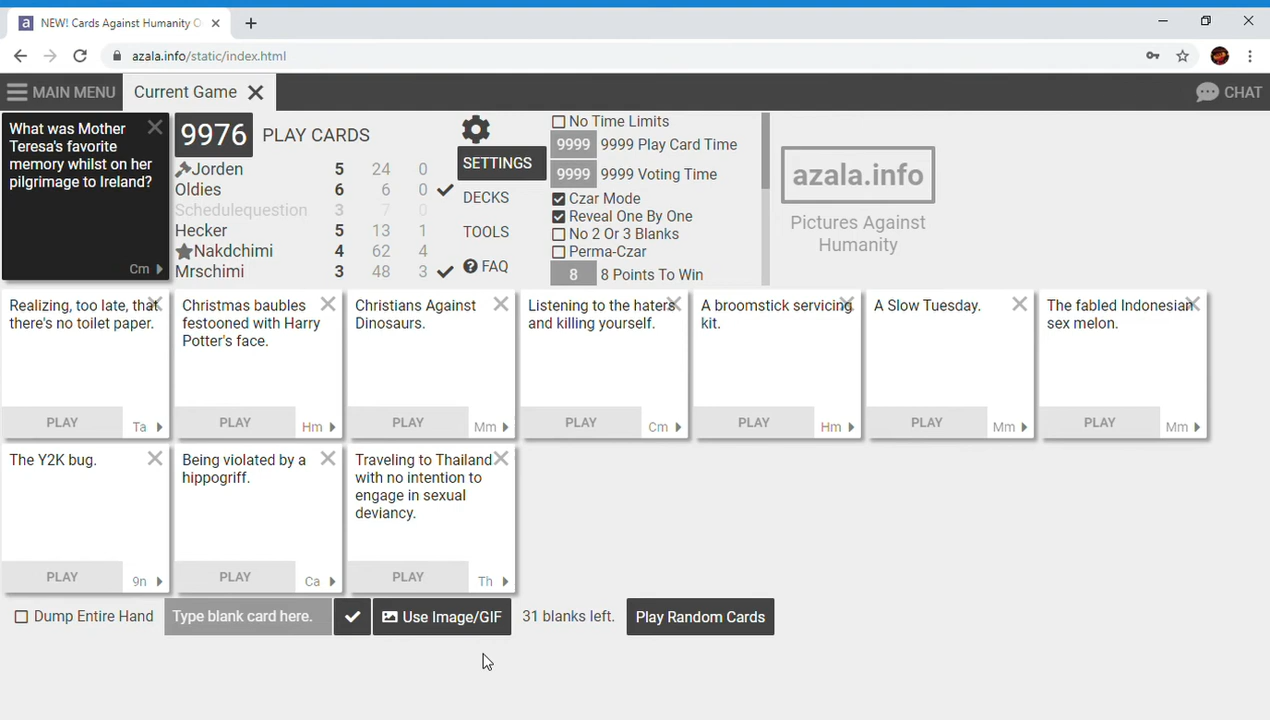 a NEW! Cards Against Humanity O
azala.info/static/index.html
MAIN MENU
Current Game
CHAT
What was Mother
Teresa's favorite
memory whilst on her
pilgrimage to Ireland?
Cm
9976 PLAY CARDS
Jorden 5 24 0
Oldies 6 6 0
Schedulequestion 3 7 0
Hecker 5 13 1
Nakdchimi 4 62 4
Mrschimi 3 48 3
SETTINGS
DECKS
TOOLS
? FAQ
No Time Limits
9999 9999 Play Card Time
9999 9999 Voting Time
Czar Mode
Reveal One By One
No 2 Or 3 Blanks
Perma-Czar
8 8 Points To Win
azala.info
Pictures Against
Humanity
Realizing, too late, that
there's no toilet paper.
PLAY Ta
Christmas baubles
festooned with Harry
Potter's face.
PLAY Hm
Christians Against
Dinosaurs.
PLAY Mm
Listening to the haters
and killing yourself.
PLAY Cm
A broomstick servicing
kit.
PLAY Hm
A Slow Tuesday.
PLAY Mm
The fabled Indonesian
sex melon.
PLAY Mm
The Y2K bug.
PLAY 9n
Being violated by a
hippogriff.
PLAY Ca
Traveling to Thailand
with no intention to
engage in sexual
deviancy.
PLAY Th
Dump Entire Hand
Type blank card here.
Use Image/GIF
31 blanks left.
Play Random Cards